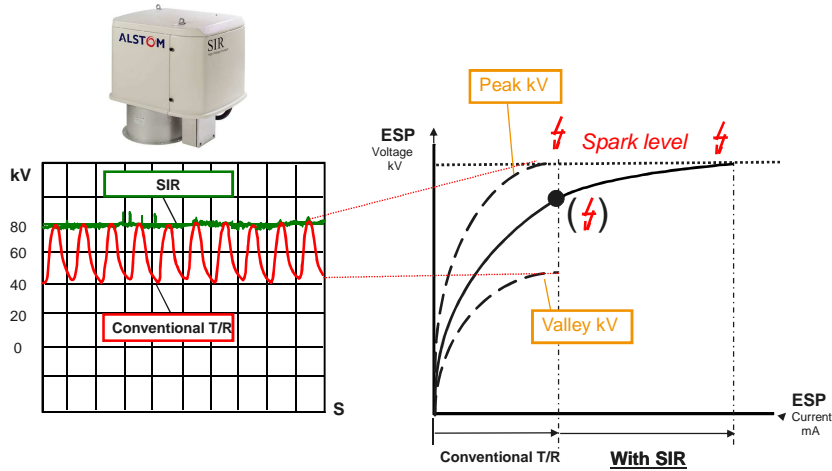 ALSTOM
SIR
kV
80
60
40
20
0
SIR
Conventional T/R
S
Peak kV
ESP
Voltage
kV
Spark level
( )
Valley kV
ESP
Current
mA
Conventional T/R
With SIR